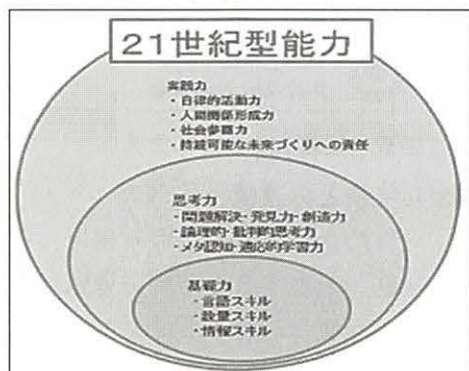 21世紀型能力
実践力
・自律的活動力
・人間関係形成力
・社会参画力
・持続可能な未来づくりへの責任
思考力
・問題解決・発見力・創造力
・論理的・批判的思考力
・メタ認知・適応的学習力
基礎力
・言語スキル
・数量スキル
・情報スキル